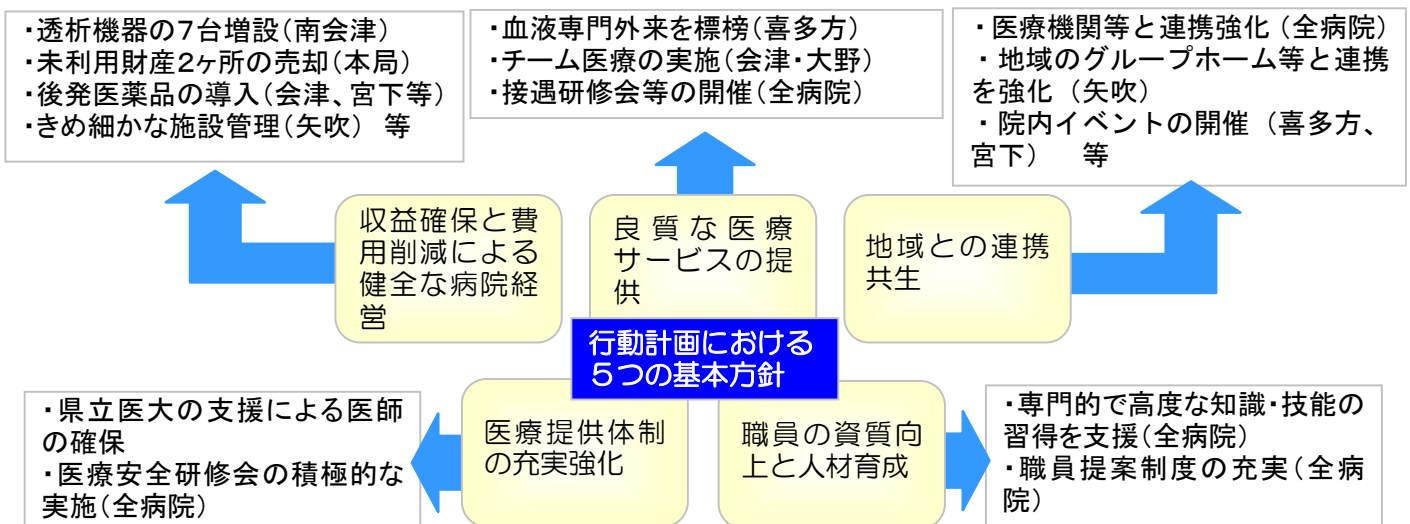 ・透析機器の7台増設(南会津)
・未利用財産2ヶ所の売却(本局)
・後発医薬品の導入(会津、宮下等)
・きめ細かな施設管理(矢吹) 等
・血液専門外来を標榜(喜多方)
・チーム医療の実施(会津・大野)
・接遇研修会等の開催(全病院)
・医療機関等と連携強化(全病院)
・地域のグループホーム等と連携
を強化(矢吹)
・院内イベントの開催(喜多方、
宮下) 等
収益確保と費
用削減による
健全な病院経
営
良質な医療
サービスの提
供
地域との連携
共生
行動計画における
5つの基本方針
・県立医大の支援による医師
の確保
・医療安全研修会の積極的な
実施(全病院)
医療提供体制
の充実強化
職員の資質向
上と人材育成
・専門的で高度な知識・技能の
習得を支援(全病院)
・職員提案制度の充実(全病
院)